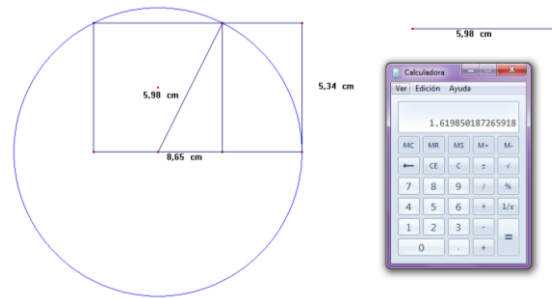 5,98 cm
5,34 cm
5,98 cm
8,65 cm
Calculadora
Ver Edición Ayuda
1.619850187265918
MC MR MS M+ M-
← CE C ± √
7 8 9 / %
4 5 6 * 1/x
1 2 3 - =
0 . +